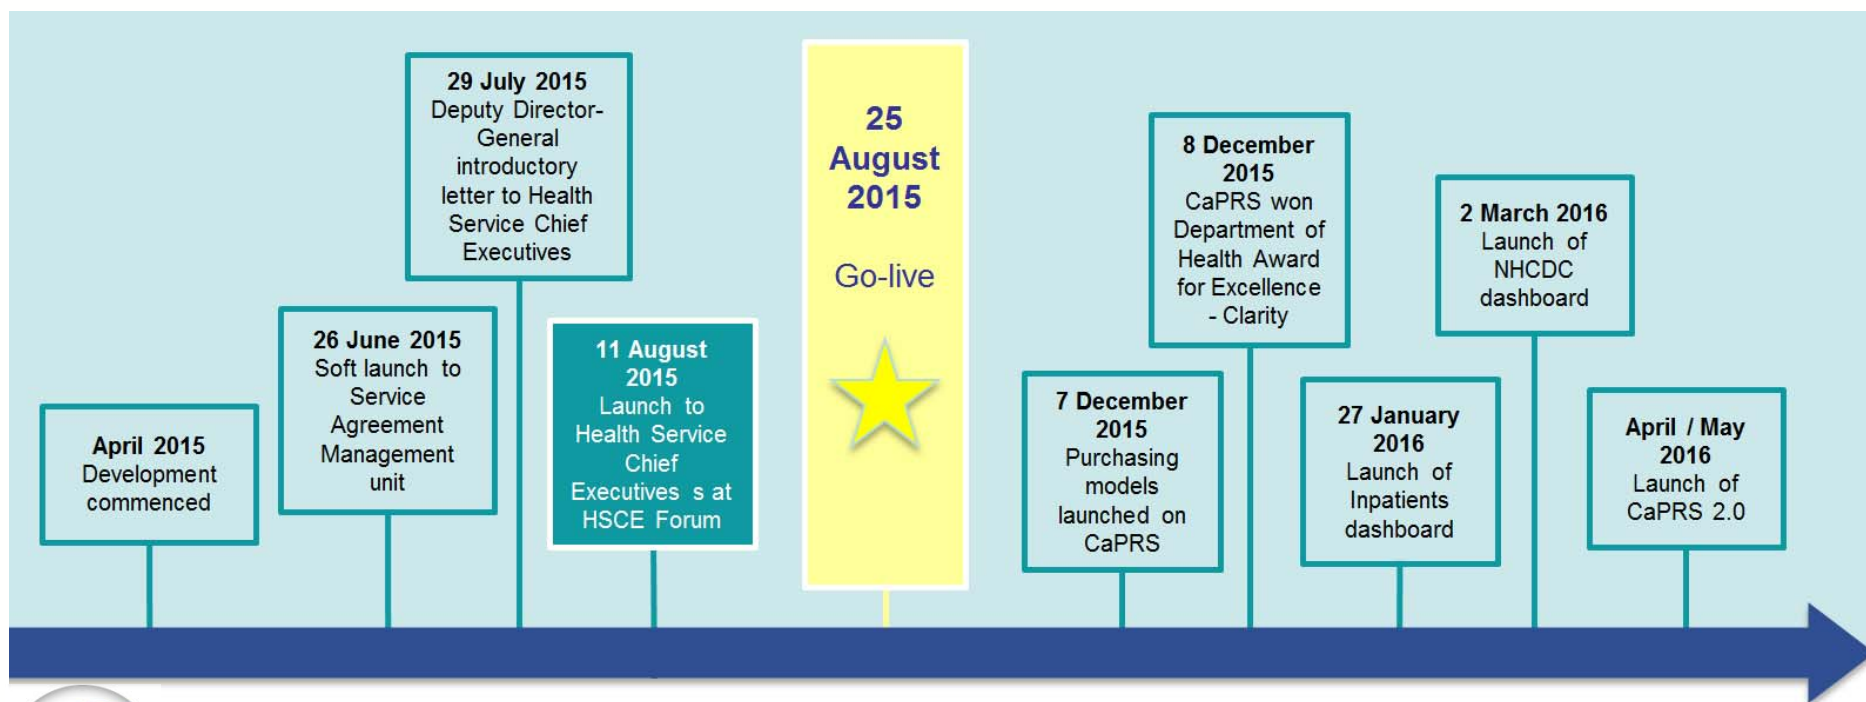 April 2015
Development
commenced
26 June 2015
Soft launch to
Service
Agreement
Management
unit
29 July 2015
Deputy Director-
General
introductory
letter to Health
Service Chief
Executives
11 August
2015
Launch to
Health Service
Chief
Executives s at
HSCE Forum
25
August
2015
Go-live
7 December
2015
Purchasing
models
launched on
CaPRS
8 December
2015
CaPRS won
Department of
Health Award
for Excellence
- Clarity
27 January
2016
Launch of
Inpatients
dashboard
2 March 2016
Launch of
NHCDC
dashboard
April / May
2016
Launch of
CaPRS 2.0